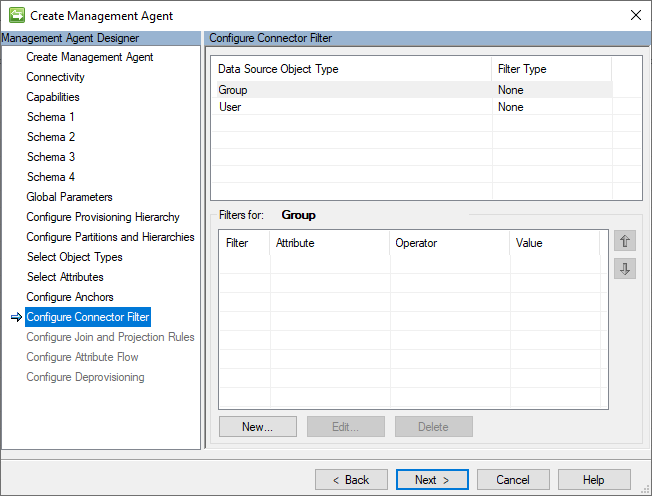 Create Management Agent
Management Agent Designer
Create Management Agent
Connectivity
Capabilities
Schema 1
Schema 2
Schema 3
Schema 4
Global Parameters
Configure Provisioning Hierarchy
Configure Partitions and Hierarchies
Select Object Types
Select Attributes
Configure Anchors
Configure Connector Filter
Configure Join and Projection Rules
Configure Attribute Flow
Configure Deprovisioning
Configure Connector Filter
Data Source Object Type Filter Type
Group None
User None
Filters for: Group
Filter Attribute Operator Value
New... Edit... Delete
< Back Next > Cancel Help